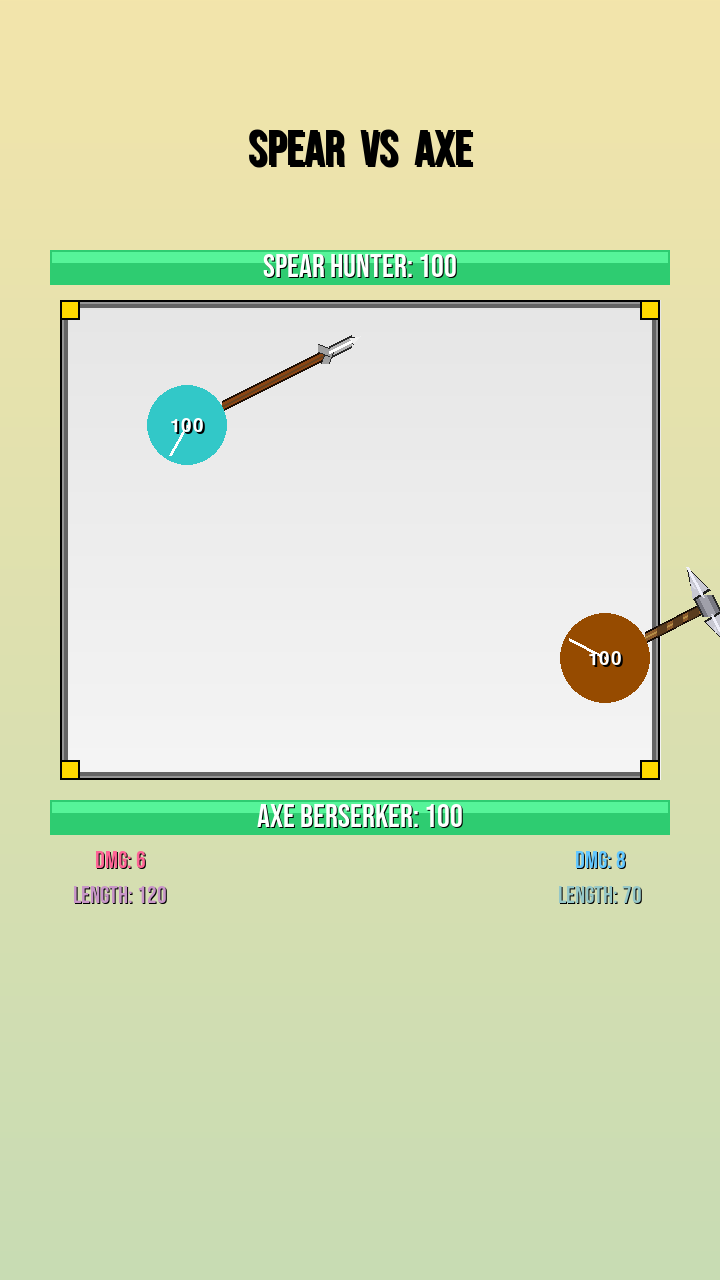 SPEAR VS AXE
SPEAR HUNTER: 100
100
100
AXE BERSERKER: 100
DMG: 6
DMG: 8
LENGTH: 120
LENGTH: 70